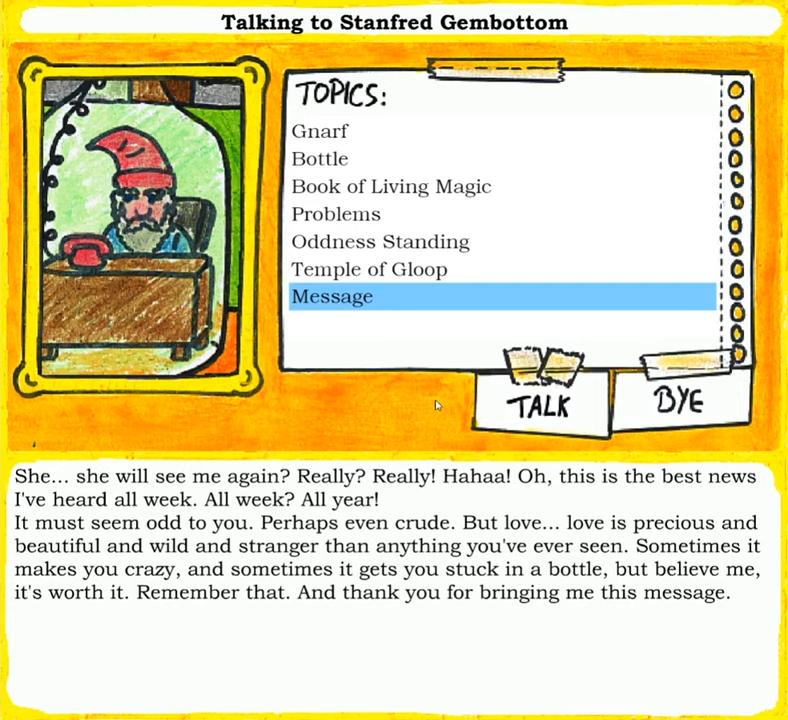 Talking to Stanfred Gembottom
TOPICS:
Gnarf
Bottle
Book of Living Magic
Problems
Oddness Standing
Temple of Gloop
Message
TALK
BYE
She... she will see me again? Really? Really! Hahaa! Oh, this is the best news
I've heard all week. All week? All year!
It must seem odd to you. Perhaps even crude. But love... love is precious and
beautiful and wild and stranger than anything you've ever seen. Sometimes it
makes you crazy, and sometimes it gets you stuck in a bottle, but believe me,
it's worth it. Remember that. And thank you for bringing me this message.